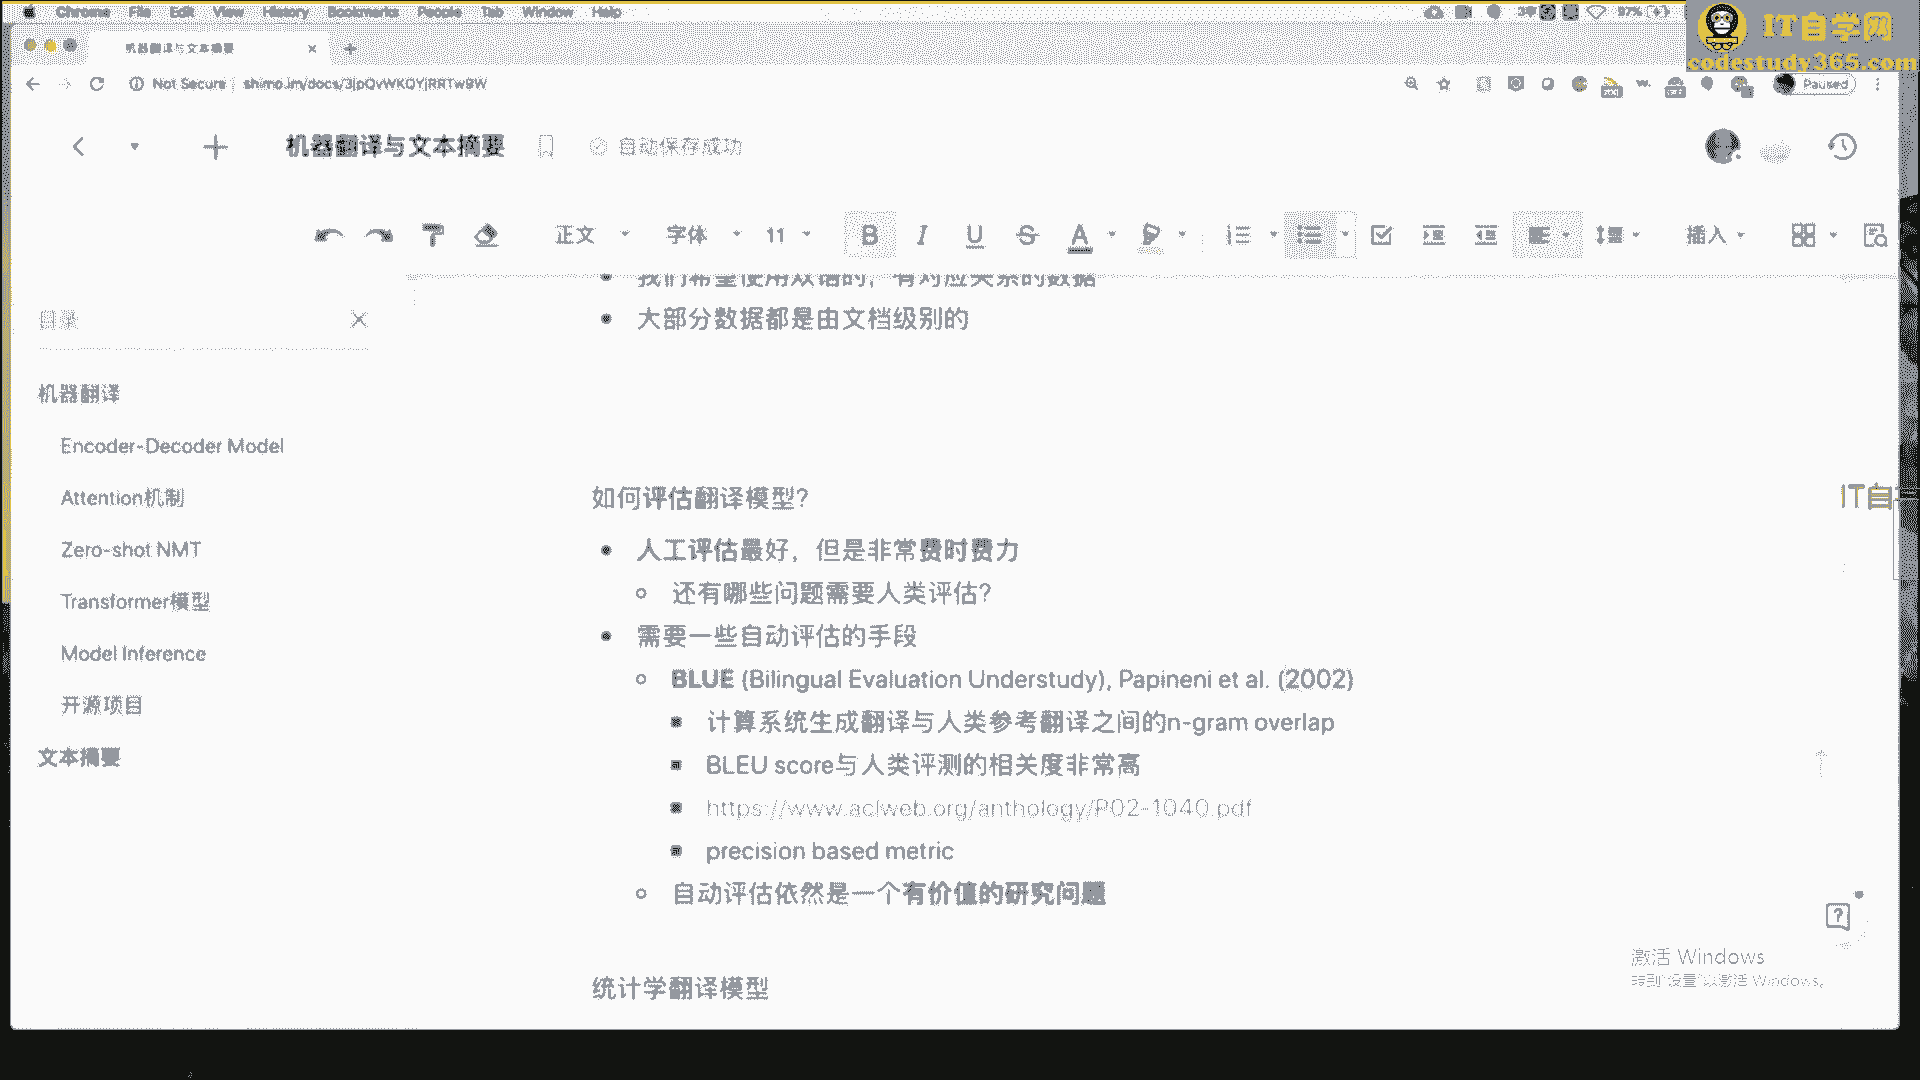 Chrome File Edit View History Bookmarks People Tab Window Help
97%
IT自学网
codestudy365.com
机器翻译与文本摘要
Not Secure shimo.im/docs/3jpQvWKQYjRRTw9W
Paused
机器翻译与文本摘要 自动保存成功
正文 字体 11 B I U S A 插入
我们希望使用双语的，有对应关系的数据
目录
大部分数据都是由文档级别的
机器翻译
Encoder-Decoder Model
Attention机制
Zero-shot NMT
Transformer模型
Model Inference
开源项目
文本摘要
如何评估翻译模型?
IT自
人工评估最好，但是非常费时费力
还有哪些问题需要人类评估?
需要一些自动评估的手段
BLUE (Bilingual Evaluation Understudy), Papineni et al. (2002)
计算系统生成翻译与人类参考翻译之间的n-gram overlap
BLEU score与人类评测的相关度非常高
https://www.aclweb.org/anthology/P02-1040.pdf
precision based metric
自动评估依然是一个有价值的研究问题
统计学翻译模型
激活 Windows
转到"设置"以激活 Windows。